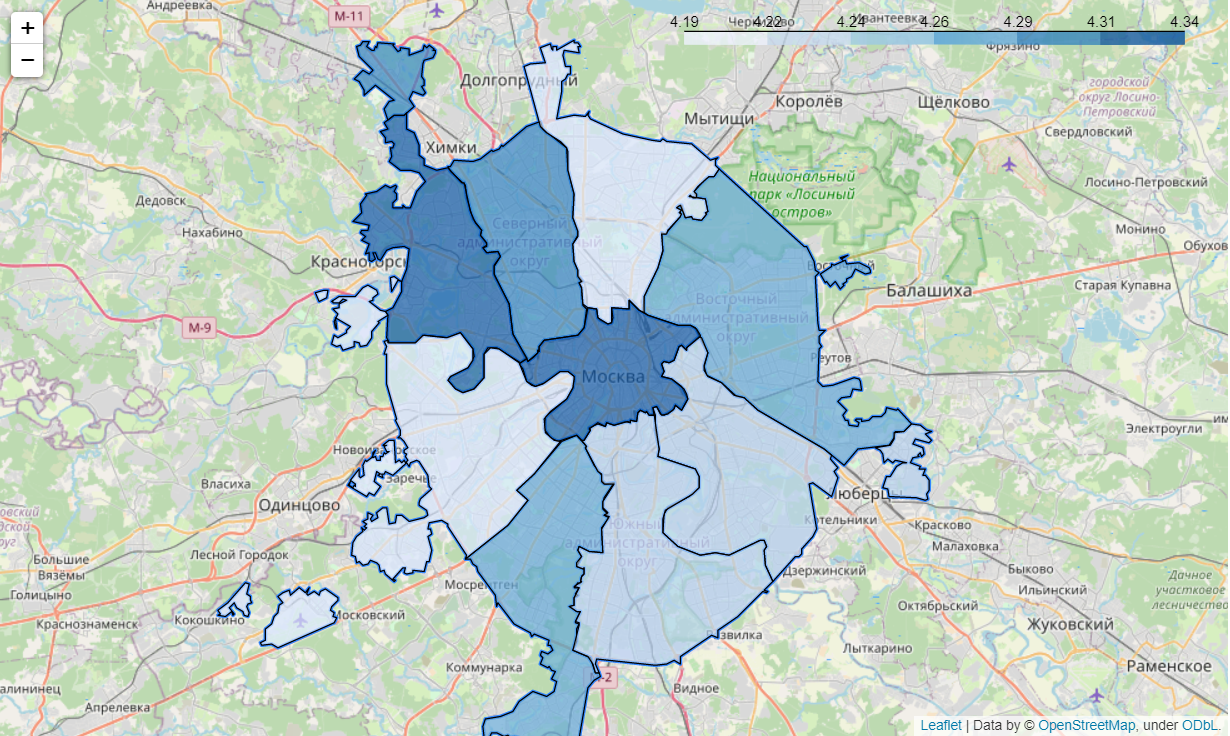 Андреевка
+
−
М-11
4.19
4.22
4.24
4.26
4.29
4.31
4.34
Фрязино
Долгопрудный
Королёв
Щёлково
городской
округ Лосино-
Петровский
Мытищи
Свердловский
Химки
Национальный
парк «Лосиный
остров»
Лосино-Петровский
Дедовск
Нахабино
Северный
административный
округ
Монино
Обухов
Красногорск
Восточный
Старая Купавна
Балашиха
Восточный
административный
округ
М-9
Реутов
Москва
Электроугли
им
Заречье
Власиха
Одинцово
Люберцы
Котельники
Красково
Южный
административный
округ
Малаховка
Лесной Городок
Большие
Вязёмы
Мосрентген
Дзержинский
Быково
Ильинский
Дачное
участковое
лесничество
Голицыно
Краснознаменск
Кокошкино
Московский
Октябрьский
Жуковский
Развилка
Лыткарино
Коммунарка
Раменское
Видное
Апрелевка
Leaflet | Data by © OpenStreetMap, under ODbL.